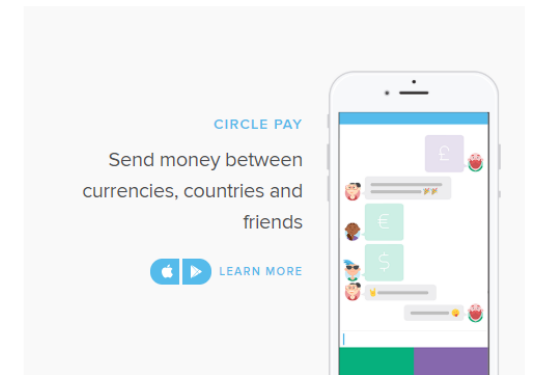 CIRCLE PAY
Send money between
currencies, countries and
friends
LEARN MORE
£
€
$